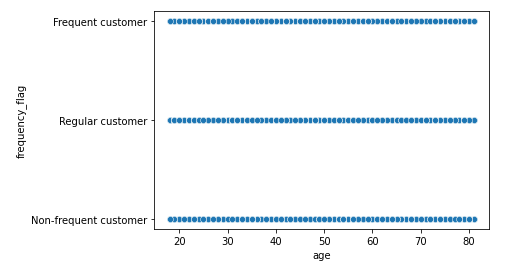 Frequent customer
Regular customer
Non-frequent customer
frequency_flag
20 30 40 50 60 70 80
age